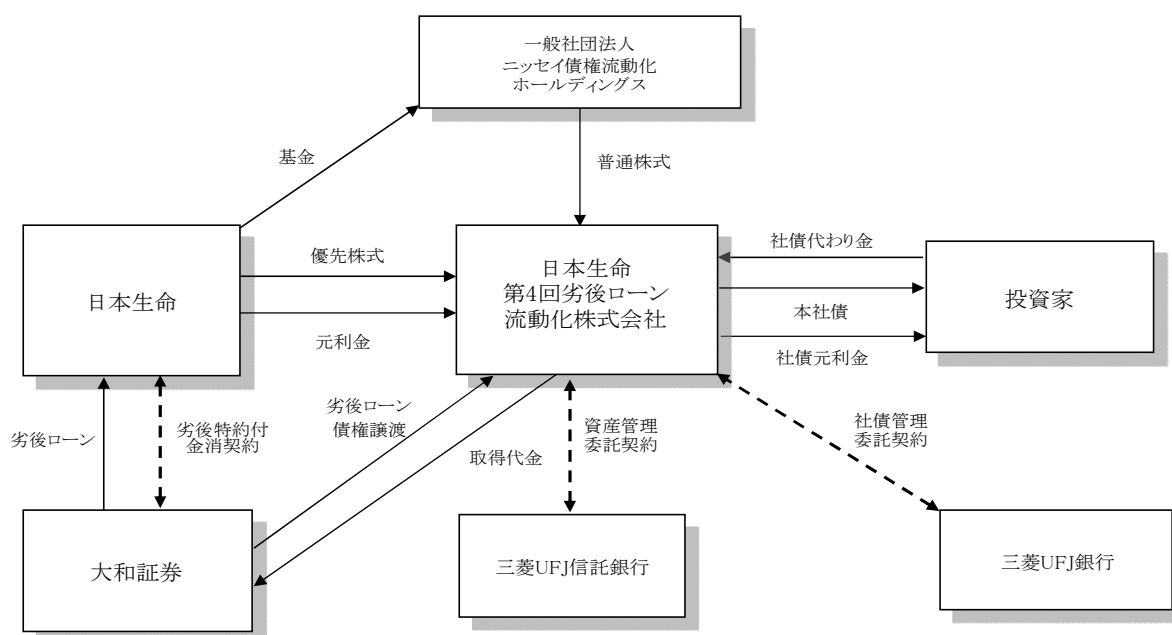 一般社団法人
ニッセイ債権流動化
ホールディングス
基金
普通株式
日本生命
優先株式
元利金
日本生命
第4回劣後ローン
流動化株式会社
社債代わり金
本社債
社債元利金
投資家
劣後ローン
劣後特約付
金消契約
劣後ローン
債権譲渡
取得代金
資産管理
委託契約
社債管理
委託契約
大和証券
三菱UFJ信託銀行
三菱UFJ銀行